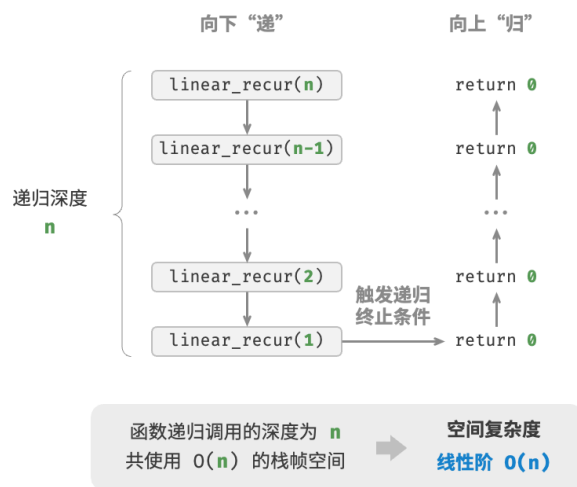 向下“递”
向上“归”
linear_recur(n)
return 0
linear_recur(n-1)
return 0
递归深度
n
...
...
linear_recur(2)
return 0
触发递归
终止条件
linear_recur(1)
return 0
函数递归调用的深度为 n
共使用 O(n) 的栈帧空间
空间复杂度
线性阶 O(n)